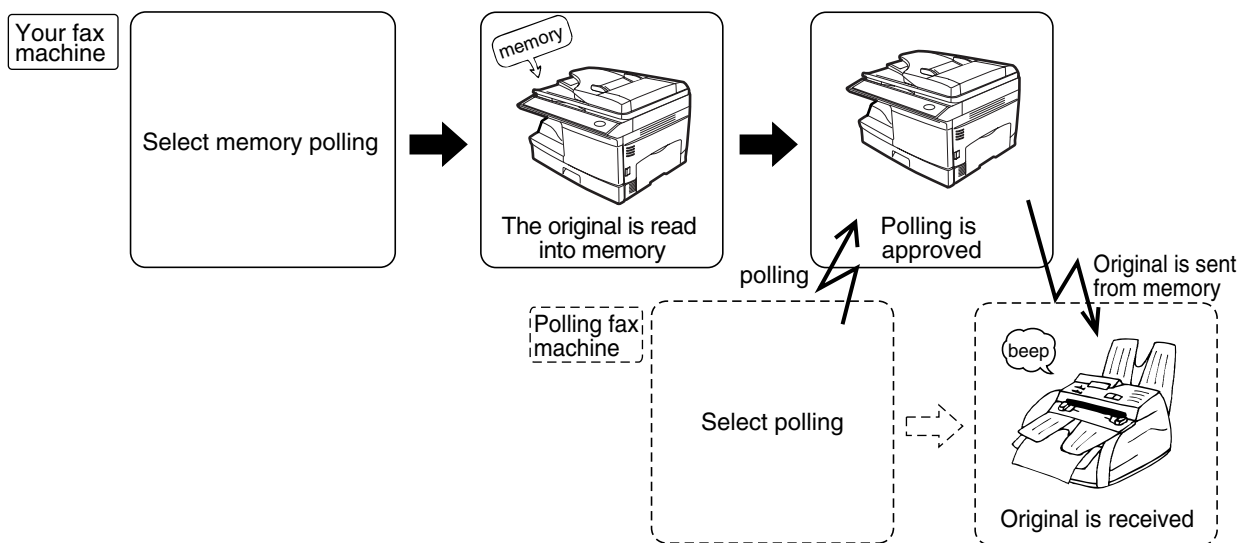 Your fax
machine
Select memory polling
memory
The original is read
into memory
Polling is
approved
polling
Original is sent
from memory
Polling fax
machine
Select polling
beep
Original is received